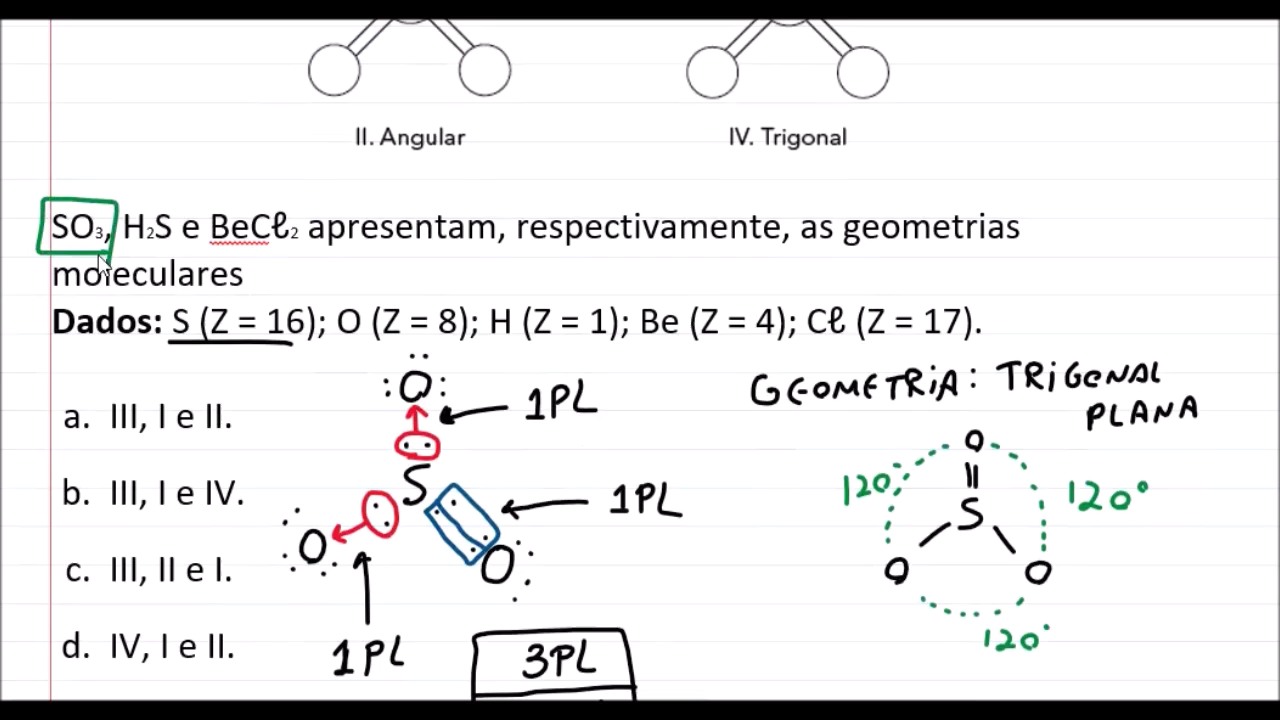 II. Angular
IV. Trigonal
SO₃, H₂S e BeCℓ₂ apresentam, respectivamente, as geometrias
moleculares
Dados: S (Z = 16); O (Z = 8); H (Z = 1); Be (Z = 4); Cℓ (Z = 17).
a. III, I e II.
b. III, I e IV.
c. III, II e I.
d. IV, I e II.
O
1PL
S
1PL
O
O
1PL
3PL
GEOMETRIA: TRIGONAL
PLANA
O
120°
120°
S
O
O
120°